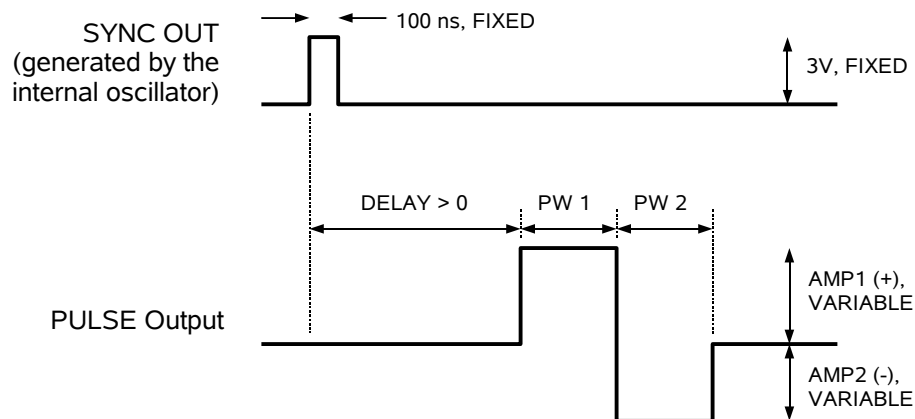 100 ns, FIXED
SYNC OUT
(generated by the
internal oscillator)
3V, FIXED
DELAY > 0
PW 1
PW 2
AMP1 (+),
VARIABLE
PULSE Output
AMP2 (-),
VARIABLE